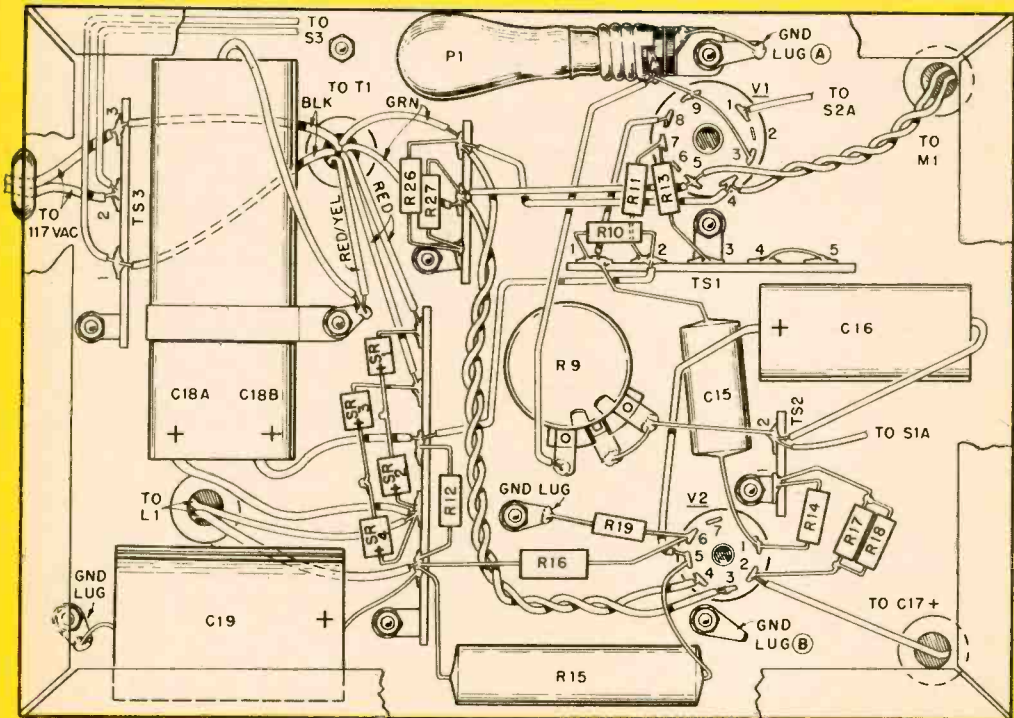 TO
S3
P1
GND
LUG Ⓐ
TO T1
BLK
GRN
V1
1
2
3
4
5
6
7
8
9
TO
S2A
TO
M1
3
2
1
TS3
TO
117 VAC
R26
R27
RED
RED/YEL
R11
R13
R10
1
2
3
4
5
TS1
C18A
C18B
+
+
SR
1
SR
3
SR
2
SR
4
+
+
+
+
R9
C15
+
C16
2
1
TS2
TO S1A
R12
TO
L1
GND LUG
R19
V2
1
2
3
4
5
6
7
R14
R17
R18
R16
TO C17+
GND
LUG
C19
+
GND
LUG Ⓑ
R15